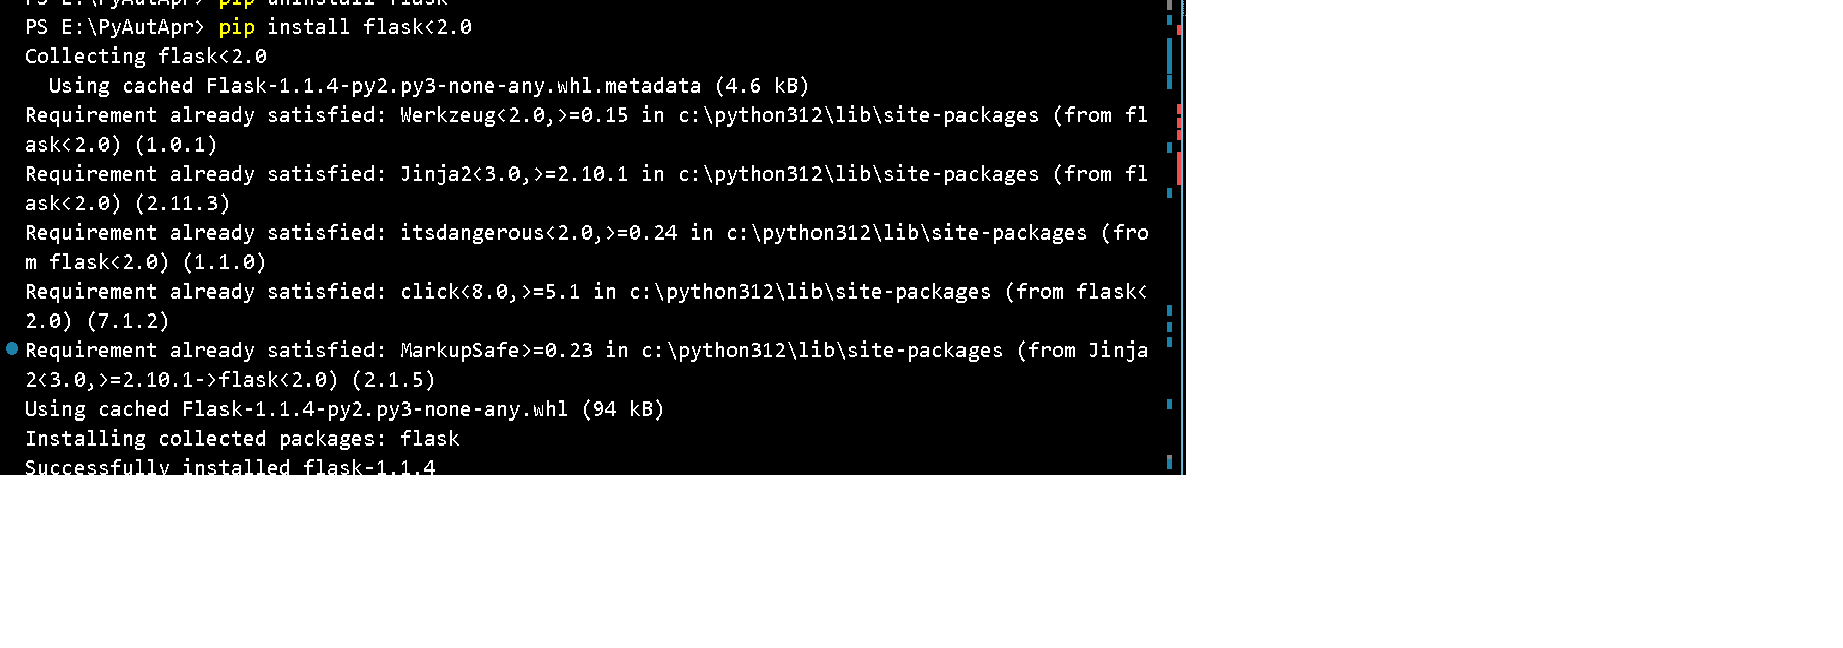 PS E:\PyAutApr> pip uninstall flask
PS E:\PyAutApr> pip install flask<2.0
Collecting flask<2.0
  Using cached Flask-1.1.4-py2.py3-none-any.whl.metadata (4.6 kB)
Requirement already satisfied: Werkzeug<2.0,>=0.15 in c:\python312\lib\site-packages (from fl
ask<2.0) (1.0.1)
Requirement already satisfied: Jinja2<3.0,>=2.10.1 in c:\python312\lib\site-packages (from fl
ask<2.0) (2.11.3)
Requirement already satisfied: itsdangerous<2.0,>=0.24 in c:\python312\lib\site-packages (fro
m flask<2.0) (1.1.0)
Requirement already satisfied: click<8.0,>=5.1 in c:\python312\lib\site-packages (from flask<
2.0) (7.1.2)
Requirement already satisfied: MarkupSafe>=0.23 in c:\python312\lib\site-packages (from Jinja
2<3.0,>=2.10.1->flask<2.0) (2.1.5)
Using cached Flask-1.1.4-py2.py3-none-any.whl (94 kB)
Installing collected packages: flask
Successfully installed flask-1.1.4